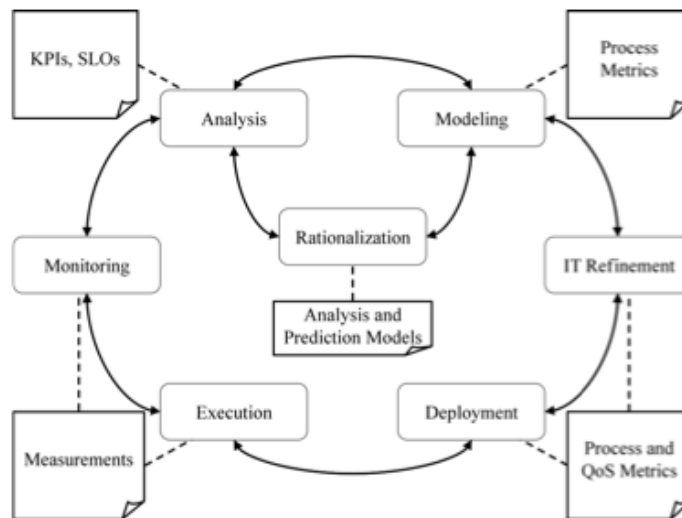 KPIs, SLOs
Process
Metrics
Analysis
Modeling
Rationalization
Monitoring
IT Refinement
Analysis and
Prediction Models
Execution
Deployment
Measurements
Process and
QoS Metrics